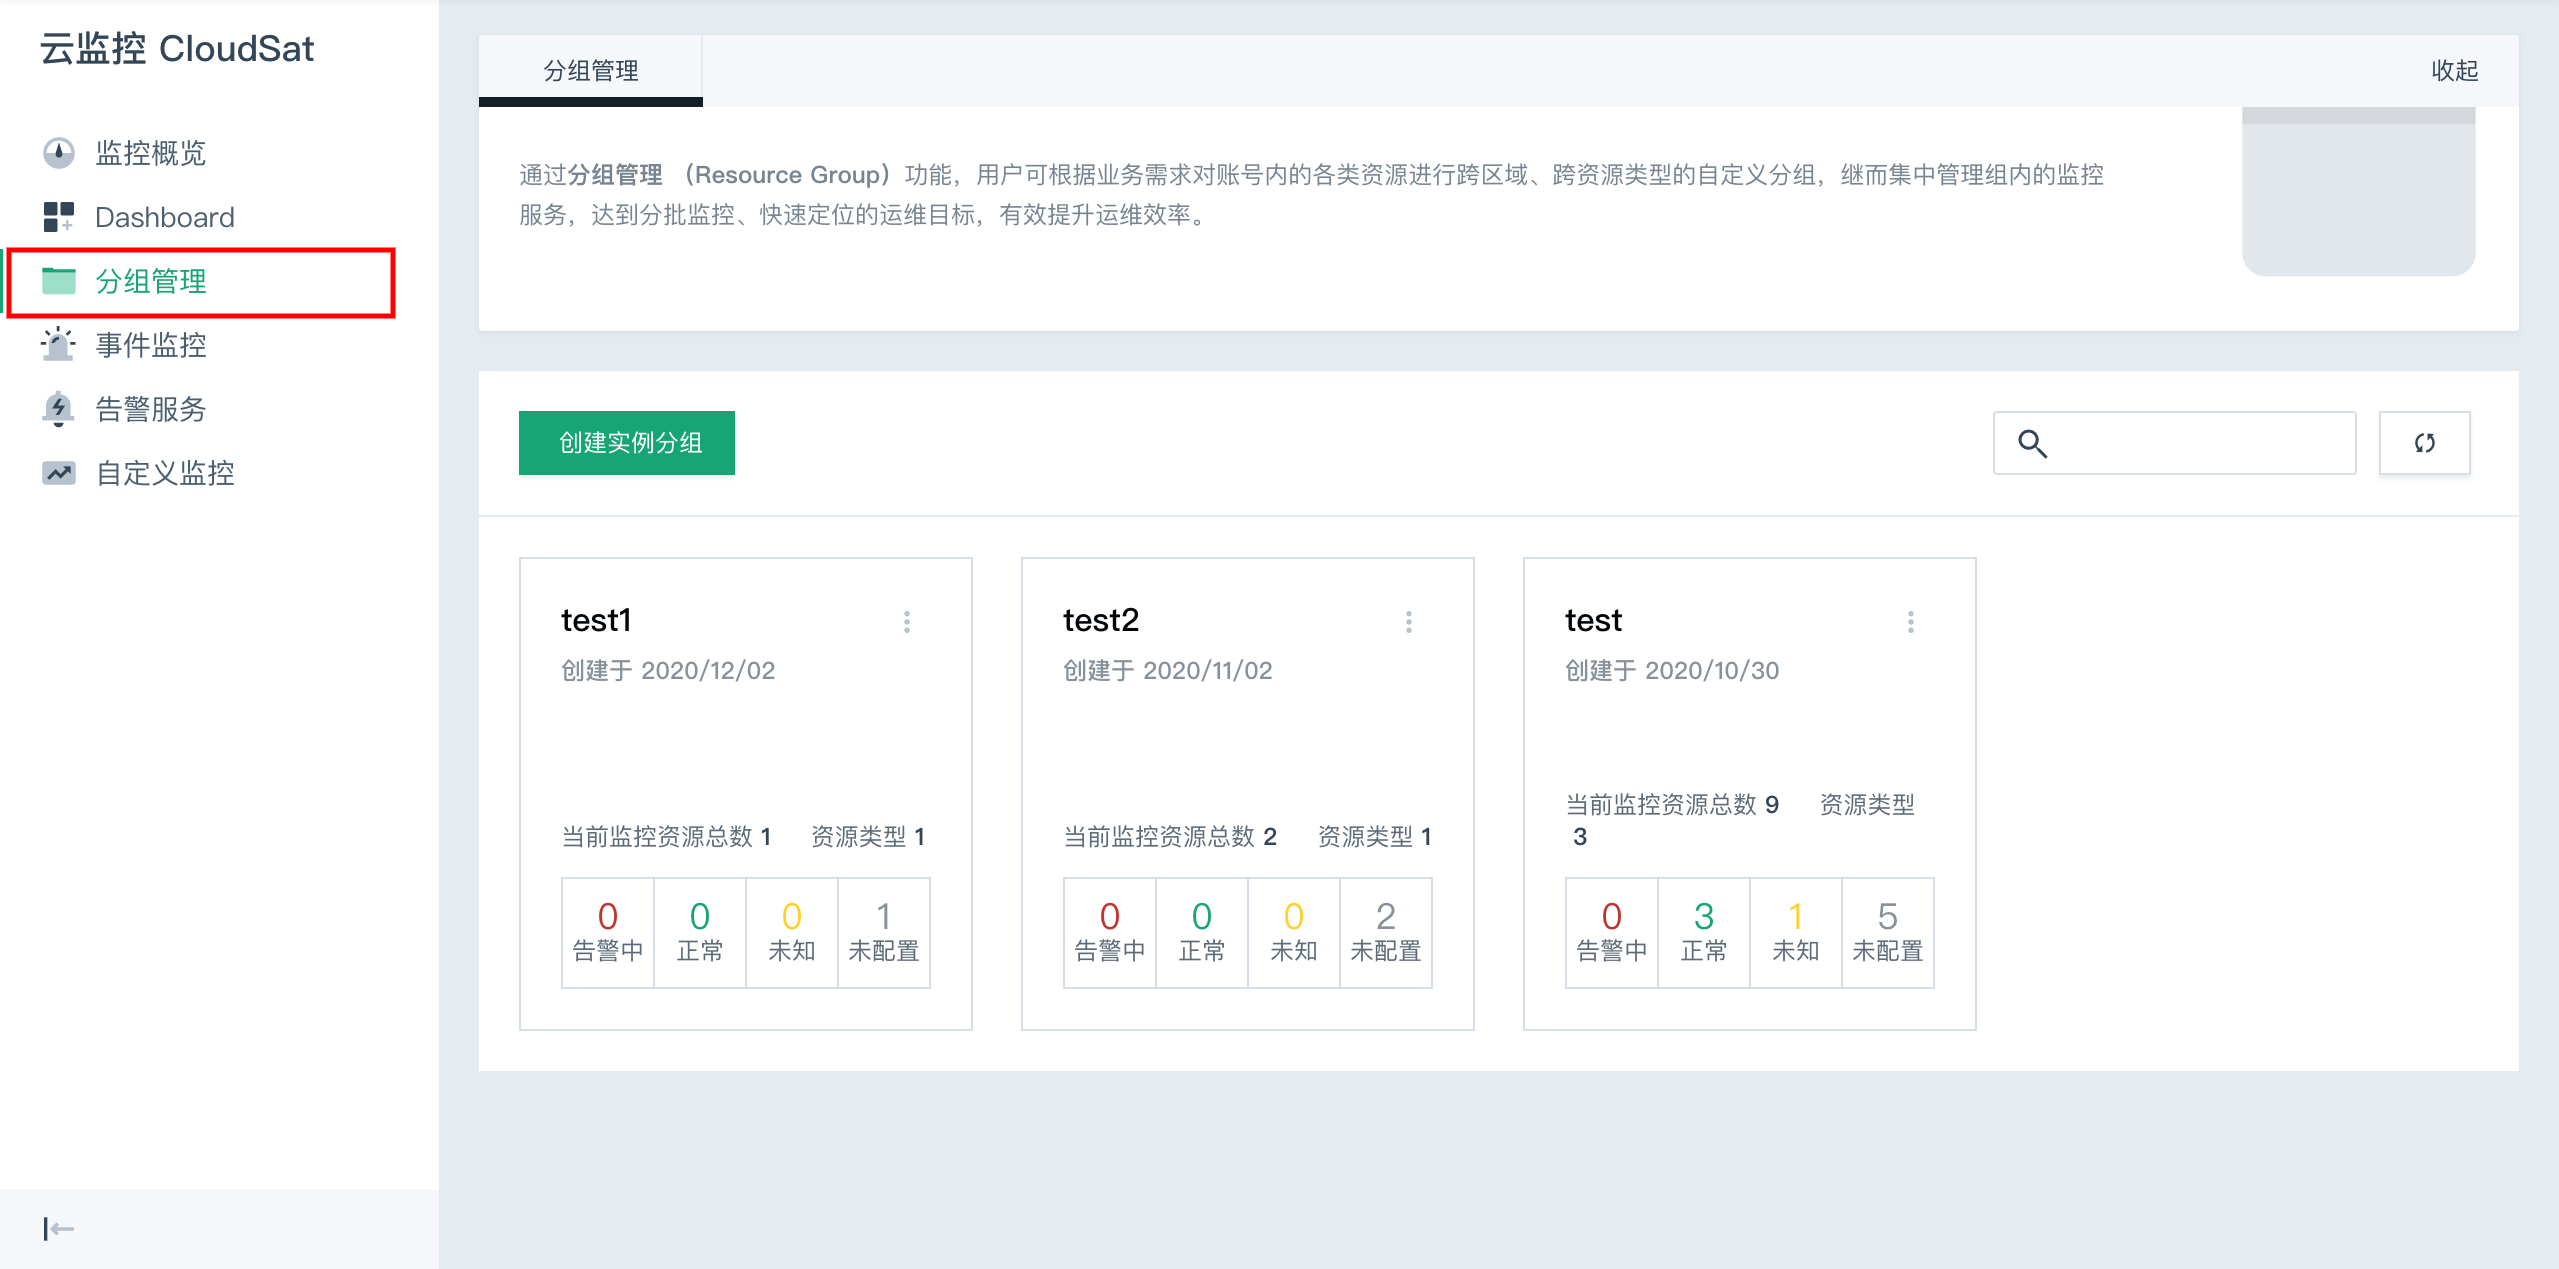 云监控 CloudSat
监控概览
Dashboard
分组管理
事件监控
告警服务
自定义监控
分组管理
收起
通过分组管理 （Resource Group）功能，用户可根据业务需求对账号内的各类资源进行跨区域、跨资源类型的自定义分组，继而集中管理组内的监控
服务，达到分批监控、快速定位的运维目标，有效提升运维效率。
创建实例分组
test1
创建于 2020/12/02
当前监控资源总数 1 资源类型 1
0 0 0 1
告警中 正常 未知 未配置
test2
创建于 2020/11/02
当前监控资源总数 2 资源类型 1
0 0 0 2
告警中 正常 未知 未配置
test
创建于 2020/10/30
当前监控资源总数 9 资源类型
3
0 3 1 5
告警中 正常 未知 未配置